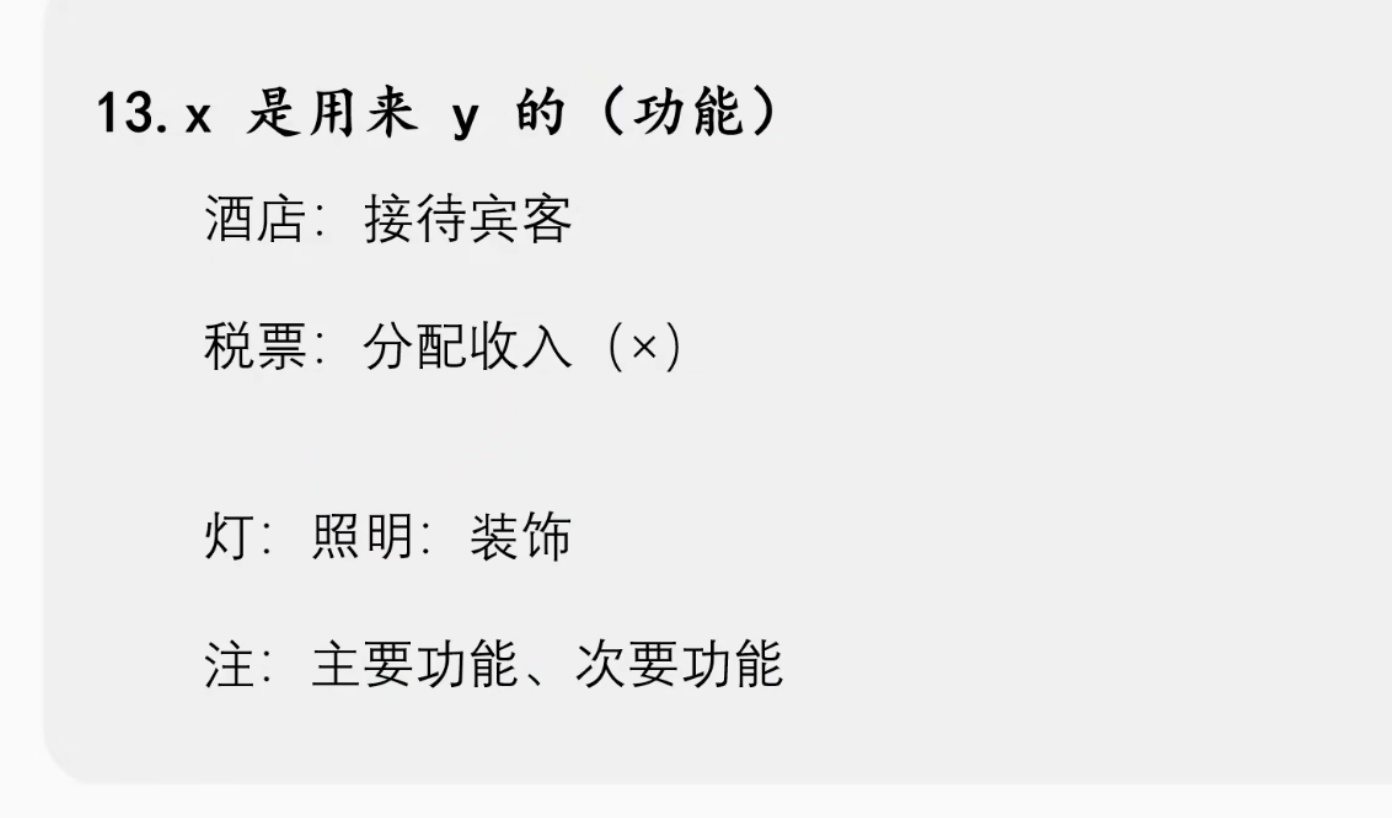 13. x 是用来 y 的（功能）
酒店：接待宾客
税票：分配收入（×）
灯：照明：装饰
注：主要功能、次要功能